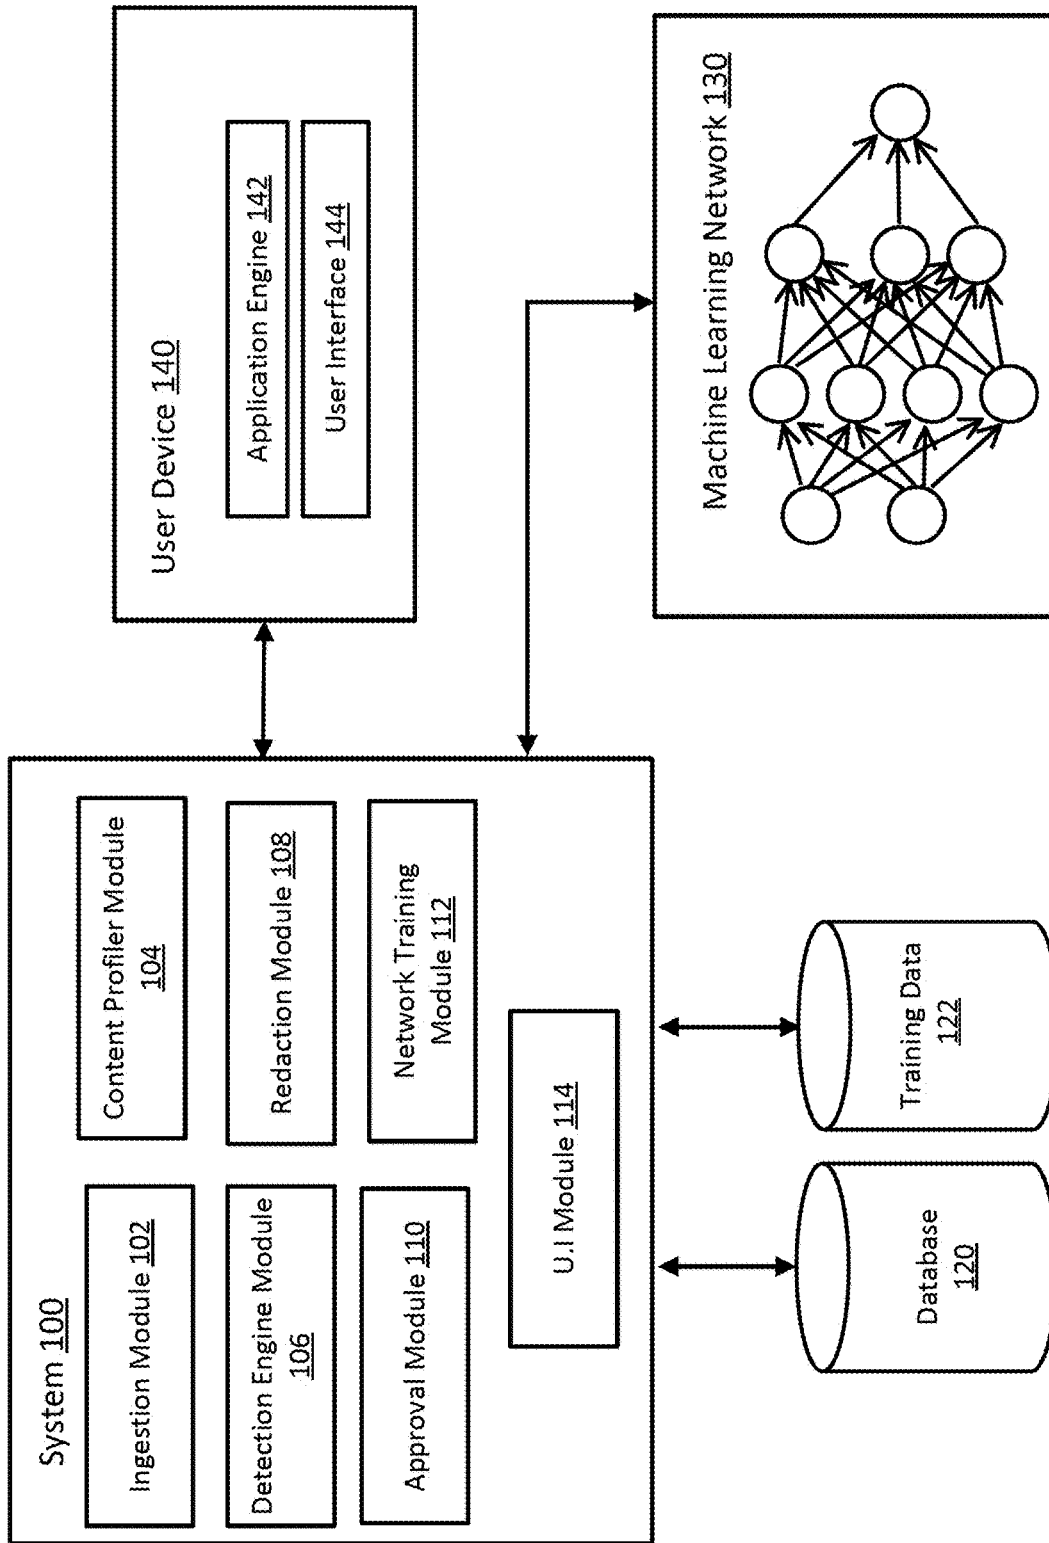 System 100
Ingestion Module 102
Content Profiler Module
104
Detection Engine Module
106
Redaction Module 108
Approval Module 110
Network Training
Module 112
U.I Module 114
Database
120
Training Data
122
User Device 140
Application Engine 142
User Interface 144
Machine Learning Network 130